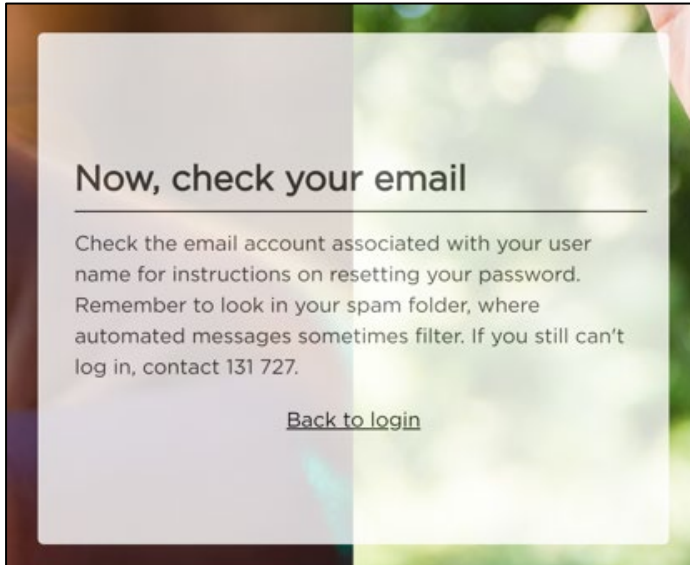 Now, check your email
Check the email account associated with your user
name for instructions on resetting your password.
Remember to look in your spam folder, where
automated messages sometimes filter. If you still can't
log in, contact 131 727.
Back to login